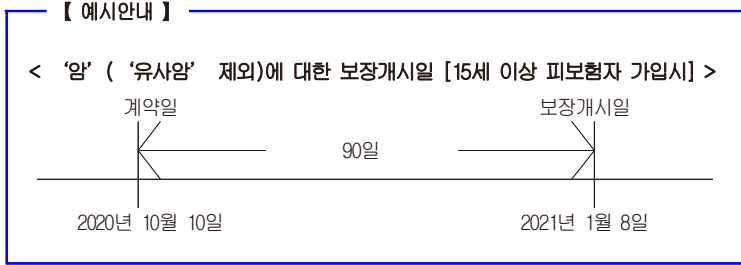 【 예시안내 】
< ‘암’ ( ‘유사암’ 제외)에 대한 보장개시일 [15세 이상 피보험자 가입시] >
계약일 보장개시일
90일
2020년 10월 10일 2021년 1월 8일